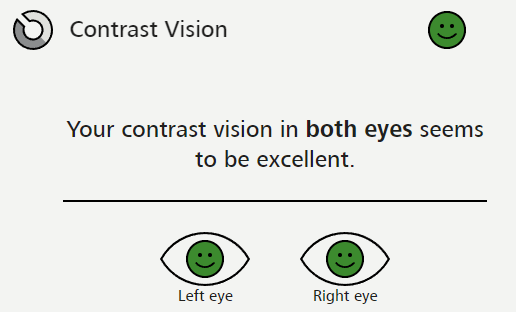 Contrast Vision
Your contrast vision in both eyes seems
to be excellent.
Left eye
Right eye